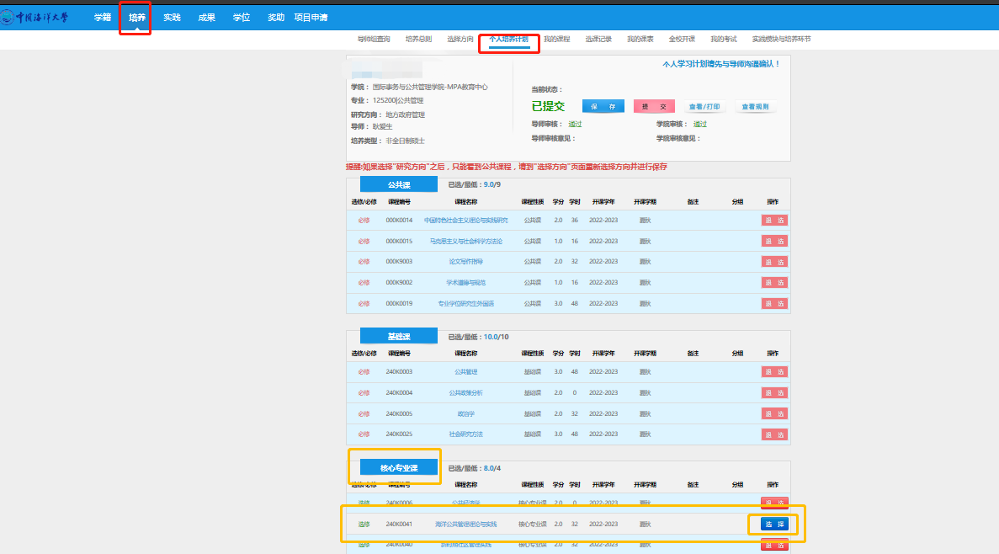 中国海洋大学 学籍 培养 实践 成果 学位 奖助 项目申请
导师组查询 培养总则 选择方向 个人培养计划 我的课程 选课记录 我的课表 全校开课 我的考试 实践模块与培养环节
个人学习计划请先与导师沟通确认！
学院： 国际事务与公共管理学院-MPA教育中心
专业： 125200|公共管理
研究方向： 地方政府管理
导师： 耿爱生
培养类型： 非全日制硕士
当前状态：
已提交 保 存 提 交 查看/打印 查看规则
导师审核： 通过 学院审核： 通过
导师审核意见： 学院审核意见：
提醒:如果选择"研究方向"之后，只能看到公共课程，请到"选择方向"页面重新选择方向并进行保存
公共课 已选/最低：9.0/9
选修/必修 课程编号 课程名称 课程性质 学分 学时 开课学年 开课学期 备注 分组 操作
必修 000K0014 中国特色社会主义理论与实践研究 公共课 2.0 36 2022-2023 夏秋 退 选
必修 000K0015 马克思主义与社会科学方法论 公共课 1.0 16 2022-2023 夏秋 退 选
必修 000K9003 论文写作指导 公共课 2.0 32 2022-2023 夏秋 退 选
必修 000K9002 学术道德与规范 公共课 1.0 16 2022-2023 夏秋 退 选
必修 000K0019 专业学位研究生外国语 公共课 3.0 48 2022-2023 夏秋 退 选
基础课 已选/最低：10.0/10
选修/必修 课程编号 课程名称 课程性质 学分 学时 开课学年 开课学期 备注 分组 操作
必修 240K0003 公共管理 基础课 3.0 48 2022-2023 夏秋 退 选
必修 240K0004 公共政策分析 基础课 2.0 0 2022-2023 夏秋 退 选
必修 240K0005 政治学 基础课 2.0 32 2022-2023 夏秋 退 选
必修 240K0025 社会研究方法 基础课 3.0 48 2022-2023 夏秋 退 选
核心专业课 已选/最低：8.0/4
选修/必修 课程编号 课程名称 课程性质 学分 学时 开课学年 开课学期 备注 分组 操作
选修 240K0006 公共经济学 核心专业课 2.0 0 2022-2023 夏秋 退 选
选修 240K0041 海洋公共管理理论与实践 核心专业课 2.0 32 2022-2023 夏秋 选 择
选修 240K0040 新时期社区管理实践 核心专业课 2.0 32 2022-2023 夏秋 退 选